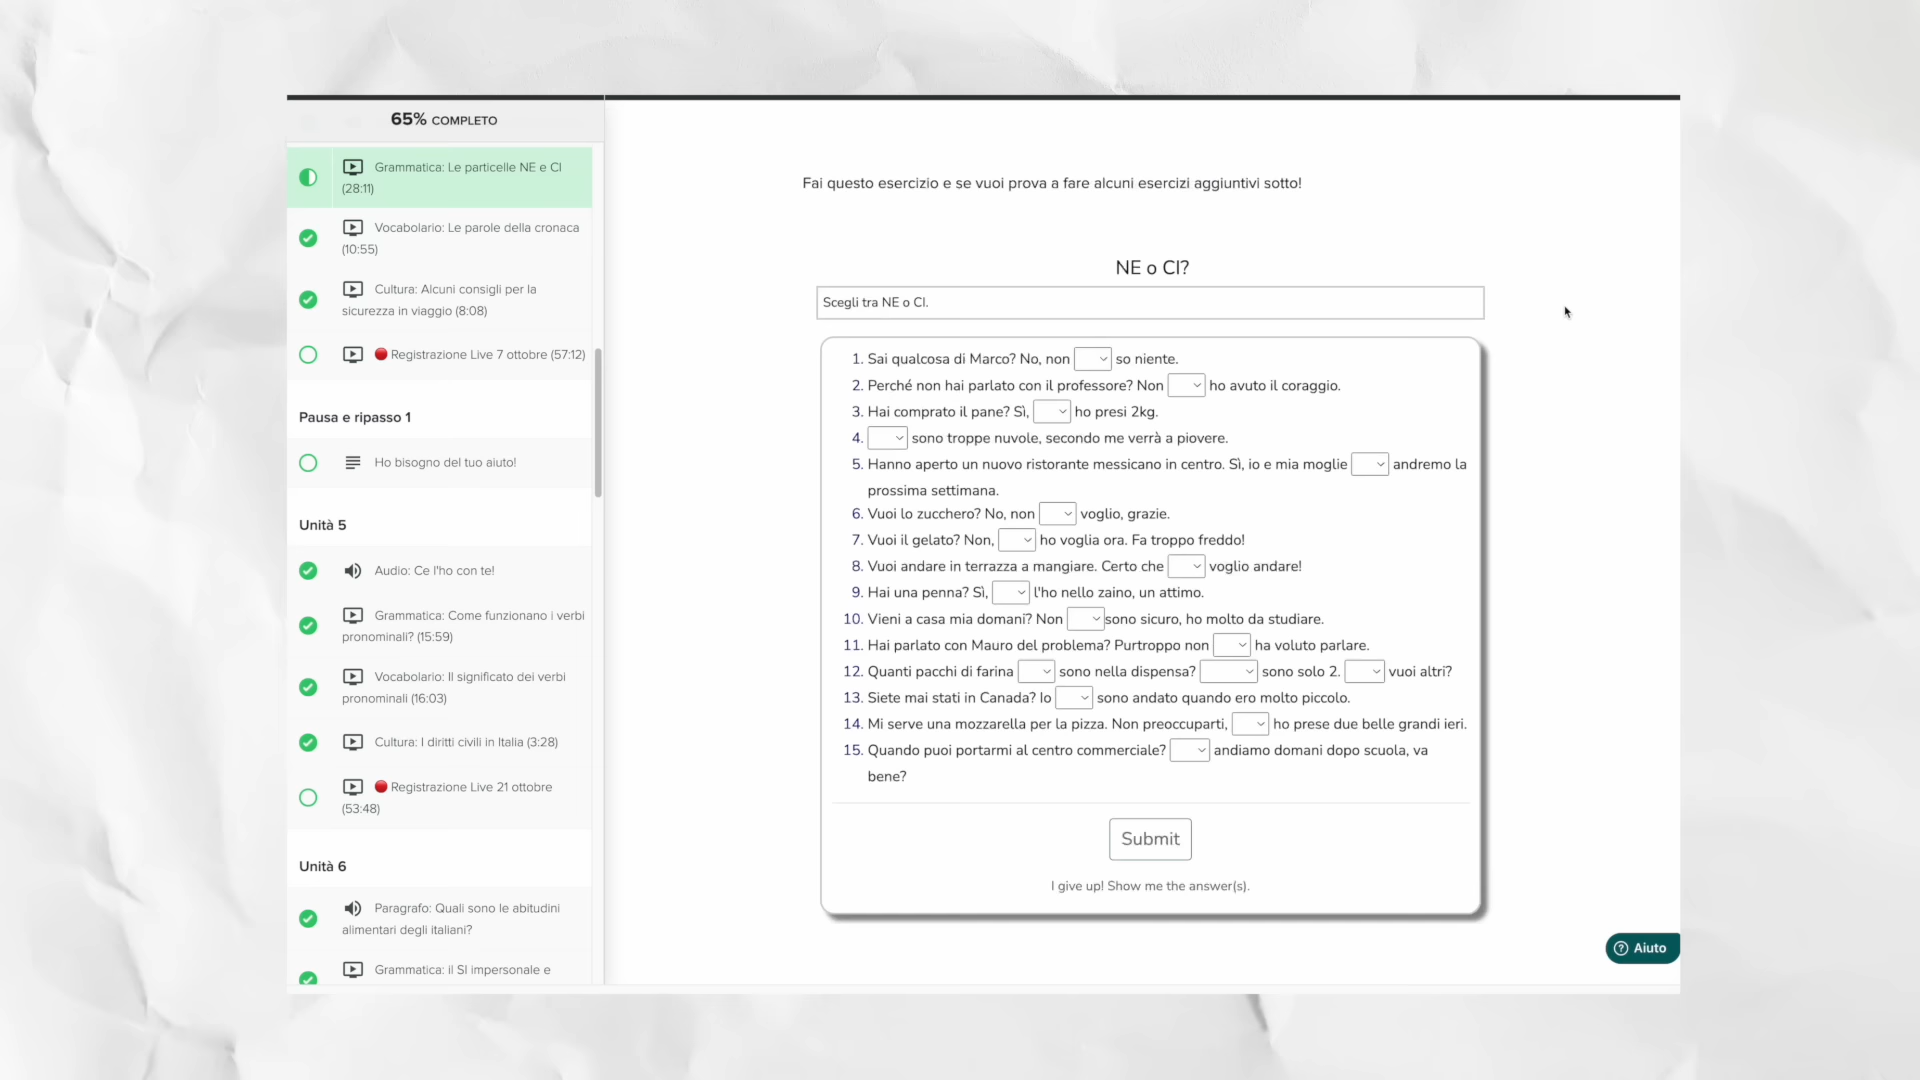 65% COMPLETO
Grammatica: Le particelle NE e CI
(28:11)
Vocabolario: Le parole della cronaca
(10:55)
Cultura: Alcuni consigli per la
sicurezza in viaggio (8:08)
Registrazione Live 7 ottobre (57:12)
Pausa e ripasso 1
Ho bisogno del tuo aiuto!
Unità 5
Audio: Ce l'ho con te!
Grammatica: Come funzionano i verbi
pronominali? (15:59)
Vocabolario: Il significato dei verbi
pronominali (16:03)
Cultura: I diritti civili in Italia (3:28)
Registrazione Live 21 ottobre
(53:48)
Unità 6
Paragrafo: Quali sono le abitudini
alimentari degli italiani?
Grammatica: il SI impersonale e
Fai questo esercizio e se vuoi prova a fare alcuni esercizi aggiuntivi sotto!
NE o CI?
Scegli tra NE o CI.
1. Sai qualcosa di Marco? No, non so niente.
2. Perché non hai parlato con il professore? Non ho avuto il coraggio.
3. Hai comprato il pane? Sì, ho presi 2kg.
4. sono troppe nuvole, secondo me verrà a piovere.
5. Hanno aperto un nuovo ristorante messicano in centro. Sì, io e mia moglie andremo la
prossima settimana.
6. Vuoi lo zucchero? No, non voglio, grazie.
7. Vuoi il gelato? Non, ho voglia ora. Fa troppo freddo!
8. Vuoi andare in terrazza a mangiare. Certo che voglio andare!
9. Hai una penna? Sì, l'ho nello zaino, un attimo.
10. Vieni a casa mia domani? Non sono sicuro, ho molto da studiare.
11. Hai parlato con Mauro del problema? Purtroppo non ha voluto parlare.
12. Quanti pacchi di farina sono nella dispensa? sono solo 2. vuoi altri?
13. Siete mai stati in Canada? Io sono andato quando ero molto piccolo.
14. Mi serve una mozzarella per la pizza. Non preoccuparti, ho prese due belle grandi ieri.
15. Quando puoi portarmi al centro commerciale? andiamo domani dopo scuola, va
bene?
Submit
I give up! Show me the answer(s).
Aiuto